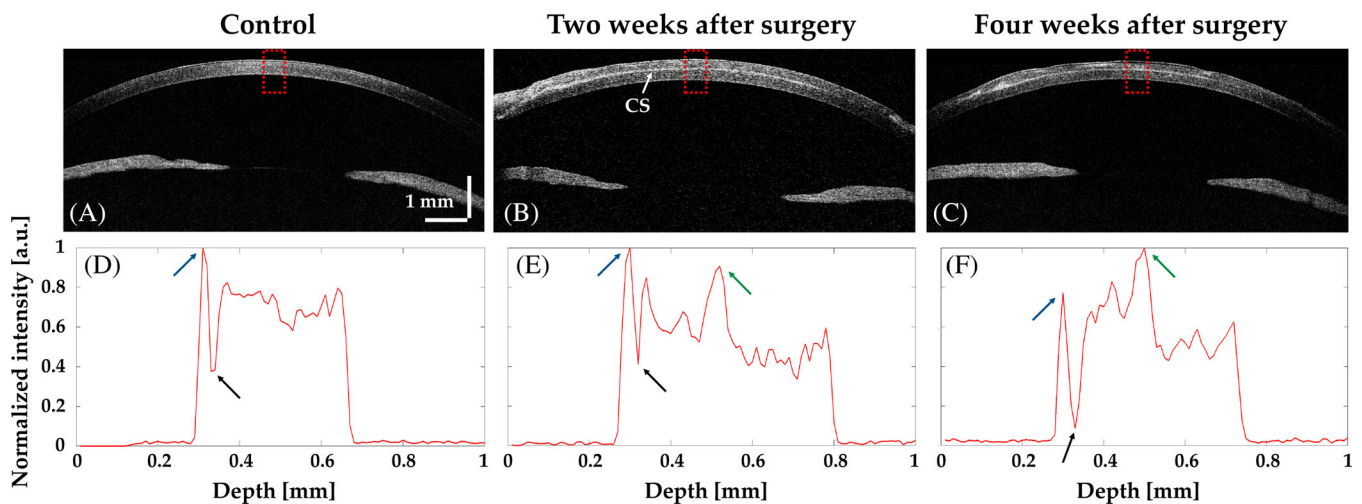 Control
Two weeks after surgery
Four weeks after surgery
CS
1 mm
(A)
(B)
(C)
Normalized intensity [a.u.]
1
0.8
0.6
0.4
0.2
0
(D)
(E)
(F)
0 0.2 0.4 0.6 0.8 1
0 0.2 0.4 0.6 0.8 1
0 0.2 0.4 0.6 0.8 1
Depth [mm]
Depth [mm]
Depth [mm]